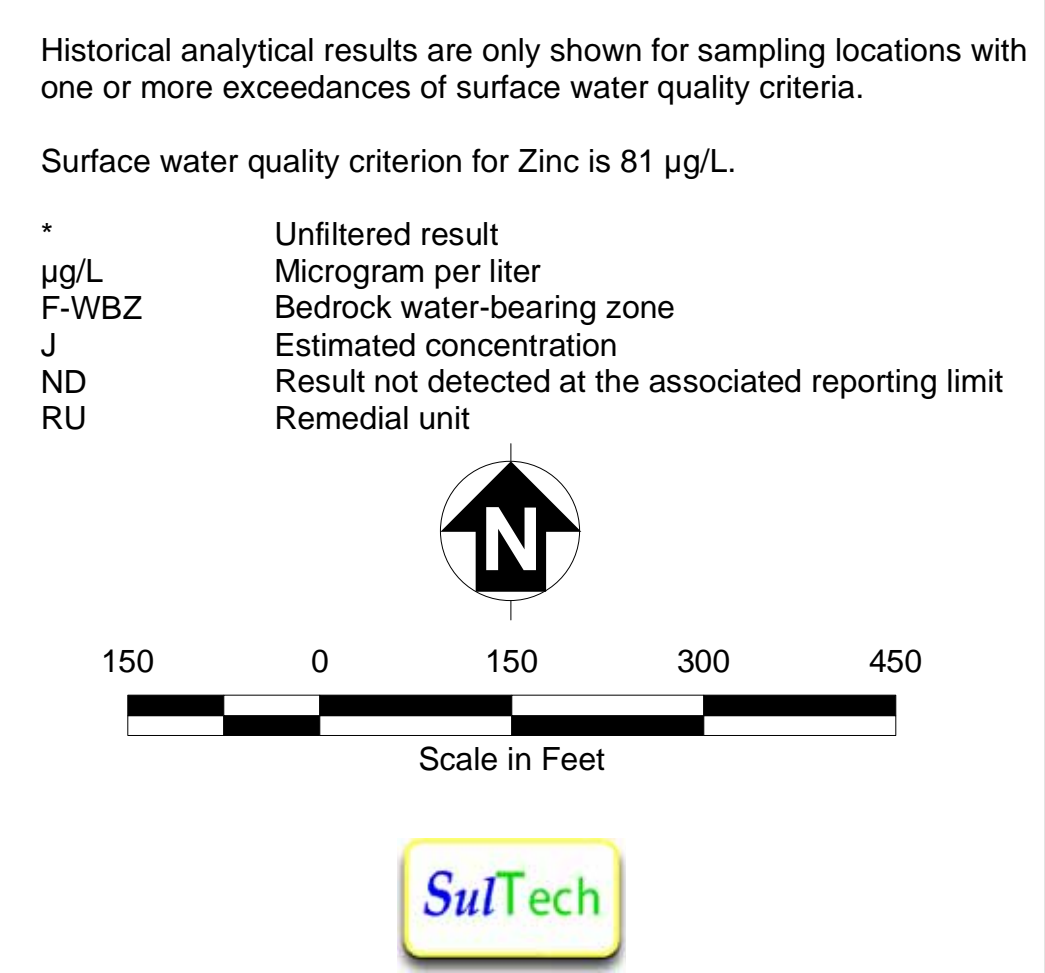 Historical analytical results are only shown for sampling locations with
one or more exceedances of surface water quality criteria.
Surface water quality criterion for Zinc is 81 µg/L.
* Unfiltered result
µg/L Microgram per liter
F-WBZ Bedrock water-bearing zone
J Estimated concentration
ND Result not detected at the associated reporting limit
RU Remedial unit
N
150 0 150 300 450
Scale in Feet
SulTech